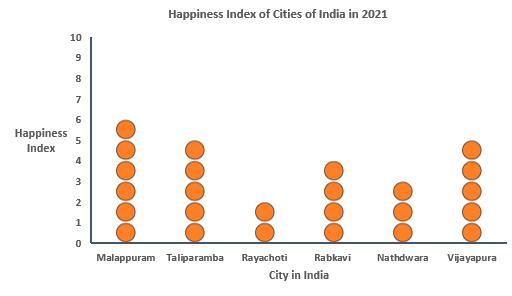 Happiness Index of Cities of India in 2021
10
9
8
7
6
5
4
3
2
1
0
Happiness
Index
Malappuram Taliparamba Rayachoti Rabkavi Nathdwara Vijayapura
City in India